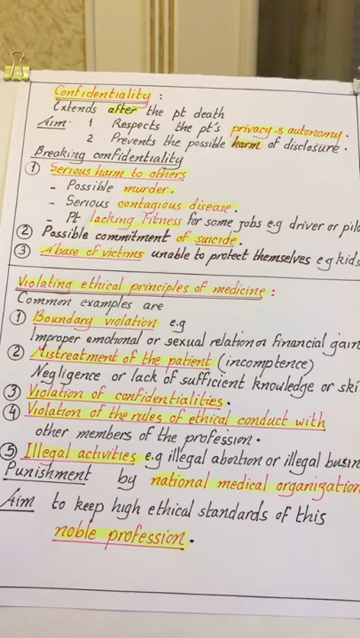 Confidentiality :
Extends after the pt death
Aim: 1 Respects the pt's privacy & autonomy.
2 Prevents the possible harm of disclosure.
Breaking confidentiality
① Serious harm to others
- Possible murder.
- Serious contagious disease.
- Pt lacking fitness for some jobs e.g driver or pilo
② Possible commitment of suicide.
③ Abuse of victims unable to protect themselves e g kids
Violating ethical principles of medicine :
Common examples are
① Boundary violation e.g
Improper emotional or sexual relation or financial gain
② Mistreatment of the patient (incomptence)
Negligence or lack of sufficient knowledge or ski
③ Violation of confidentialities.
④ Violation of the rules of ethical conduct with
other members of the profession.
⑤ Illegal activities e.g illegal abortion or illegal busin
Punishment by national medical organization
Aim to keep high ethical standards of this
noble profession.